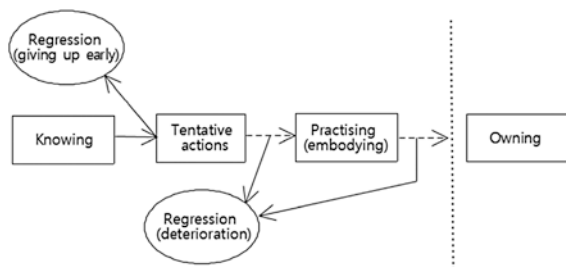 Regression
(giving up early)
Knowing
Tentative
actions
Practising
(embodying)
Owning
Regression
(deterioration)